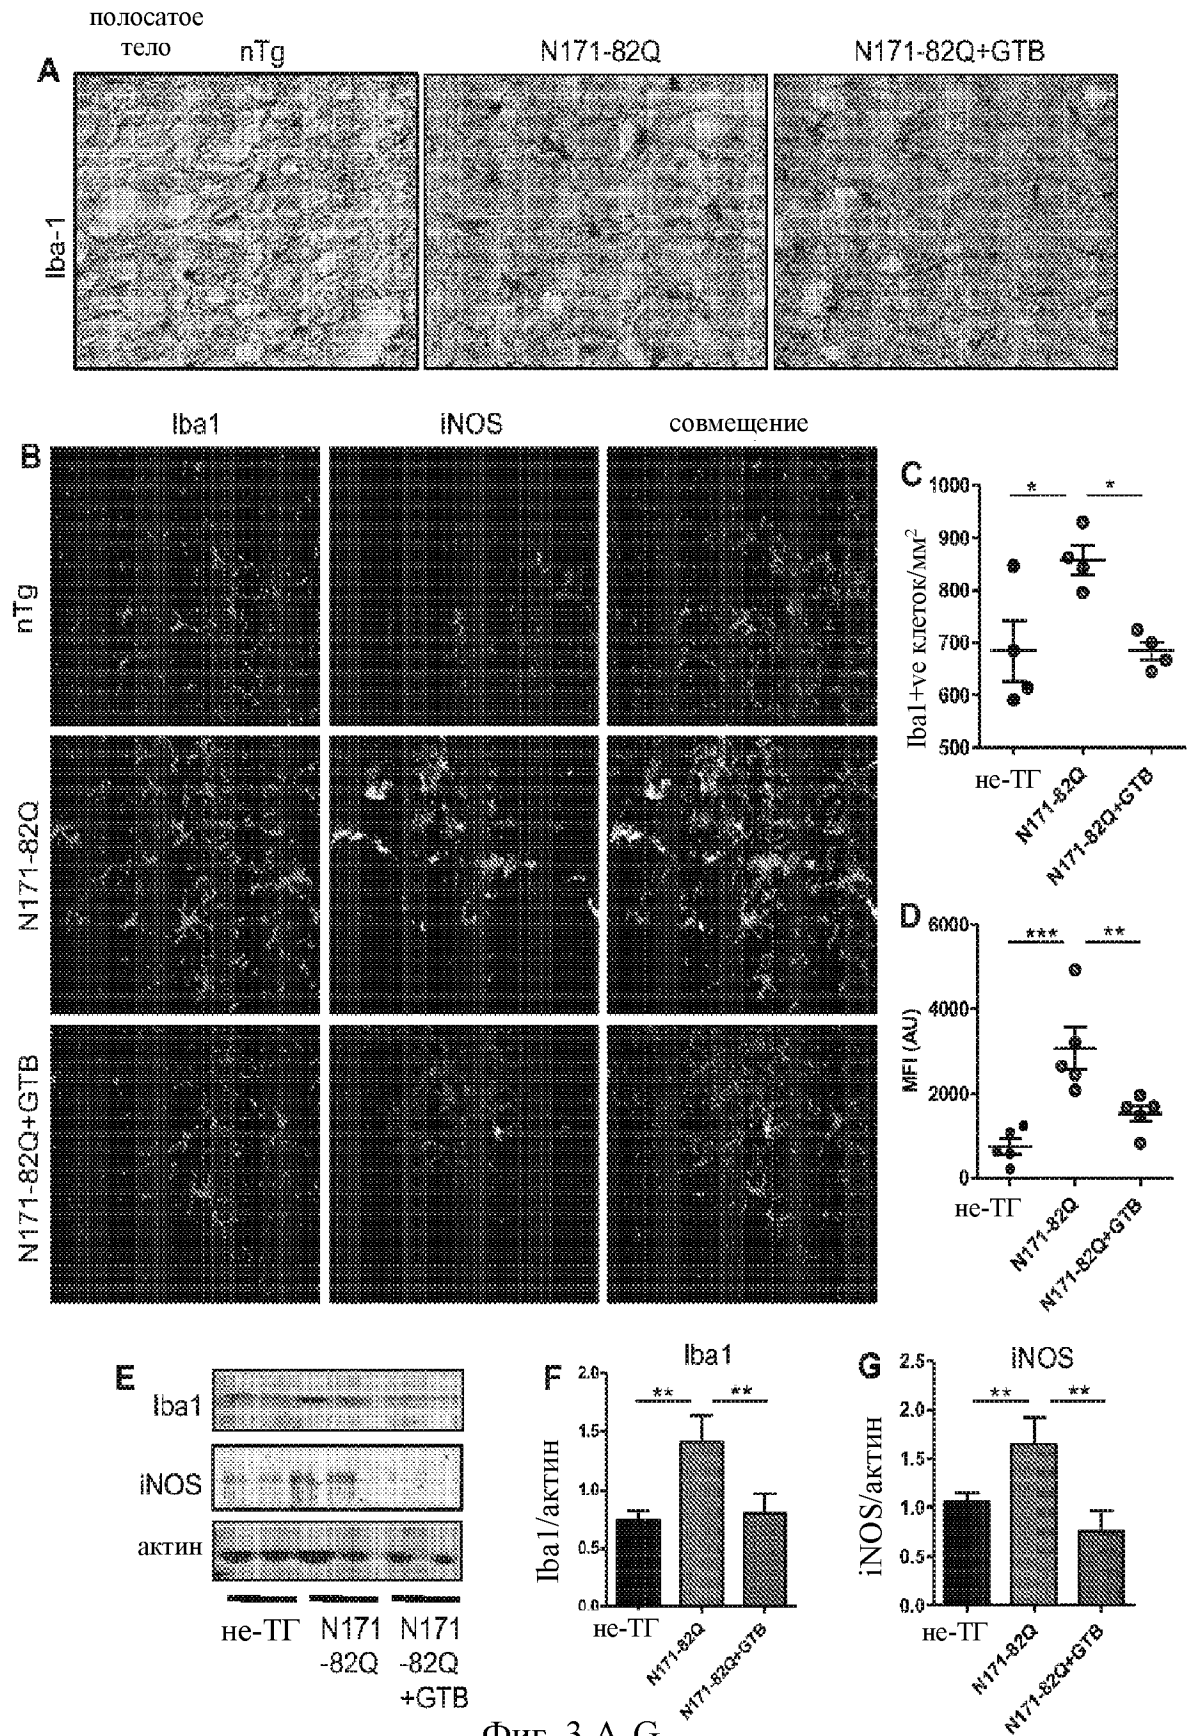 полосатое
тело
nTg
N171-82Q
N171-82Q+GTB
A
Iba-1
Iba1
iNOS
совмещение
B
nTg
N171-82Q
N171-82Q+GTB
C
1000
900
800
700
600
500
Iba1+ve клеток/мм²
*
*
не-ТГ
N171-82Q
N171-82Q+GTB
D
6000
4000
2000
0
MFI (AU)
***
**
не-ТГ
N171-82Q
N171-82Q+GTB
E
Iba1
iNOS
актин
не-ТГ
N171
-82Q
N171
-82Q
+GTB
F
Iba1
2.0
1.5
1.0
0.5
0.0
Iba1/актин
**
**
не-ТГ
N171-82Q
N171-82Q+GTB
G
iNOS
2.5
2.0
1.5
1.0
0.5
0.0
iNOS/актин
**
**
не-ТГ
N171-82Q
N171-82Q+GTB
Фиг. 3 A-G